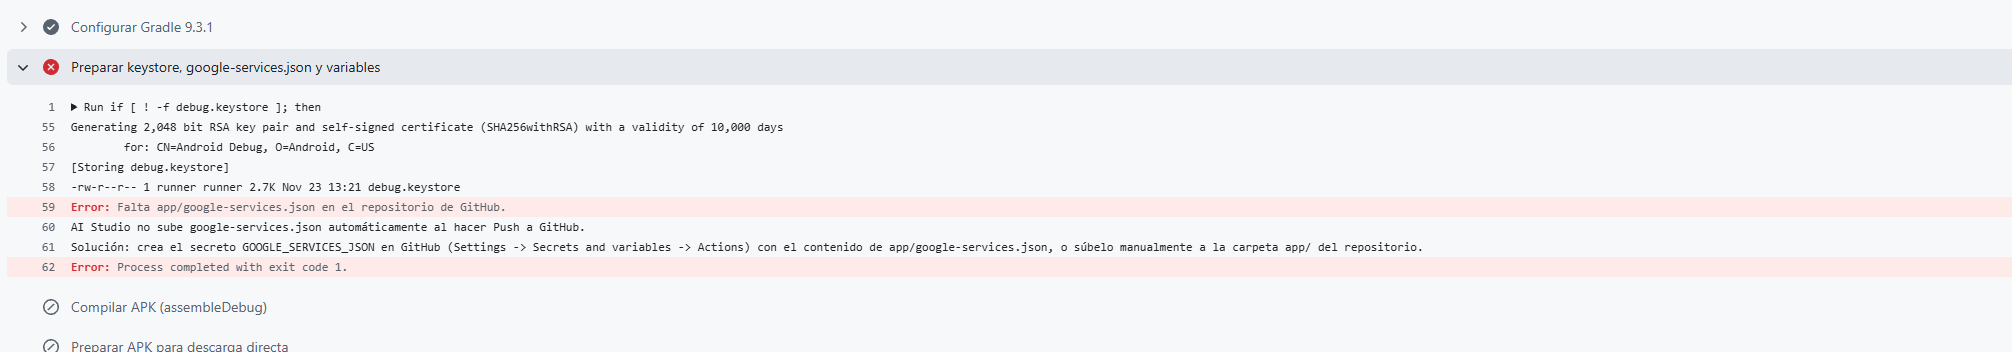 Configurar Gradle 9.3.1
Preparar keystore, google-services.json y variables
1 Run if [ ! -f debug.keystore ]; then
55 Generating 2,048 bit RSA key pair and self-signed certificate (SHA256withRSA) with a validity of 10,000 days
56 for: CN=Android Debug, O=Android, C=US
57 [Storing debug.keystore]
58 -rw-r--r-- 1 runner runner 2.7K Nov 23 13:21 debug.keystore
59 Error: Falta app/google-services.json en el repositorio de GitHub.
60 AI Studio no sube google-services.json automáticamente al hacer Push a GitHub.
61 Solución: crea el secreto GOOGLE_SERVICES_JSON en GitHub (Settings -> Secrets and variables -> Actions) con el contenido de app/google-services.json, o súbelo manualmente a la carpeta app/ del repositorio.
62 Error: Process completed with exit code 1.
Compilar APK (assembleDebug)
Preparar APK para descarga directa